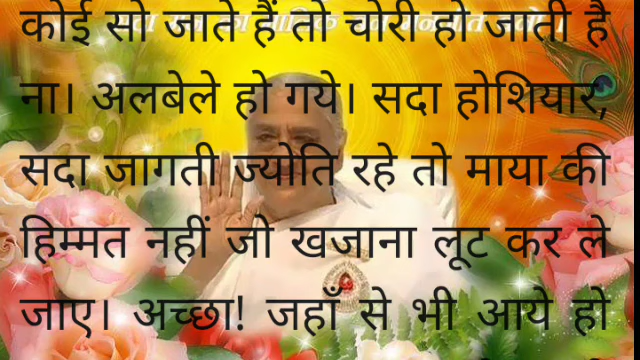 कोई सो जाते हैं तो चोरी हो जाती है
ना। अलबेले हो गये। सदा होशियार,
सदा जागती ज्योति रहे तो माया की
हिम्मत नहीं जो खजाना लूट कर ले
जाए। अच्छा! जहाँ से भी आये हो